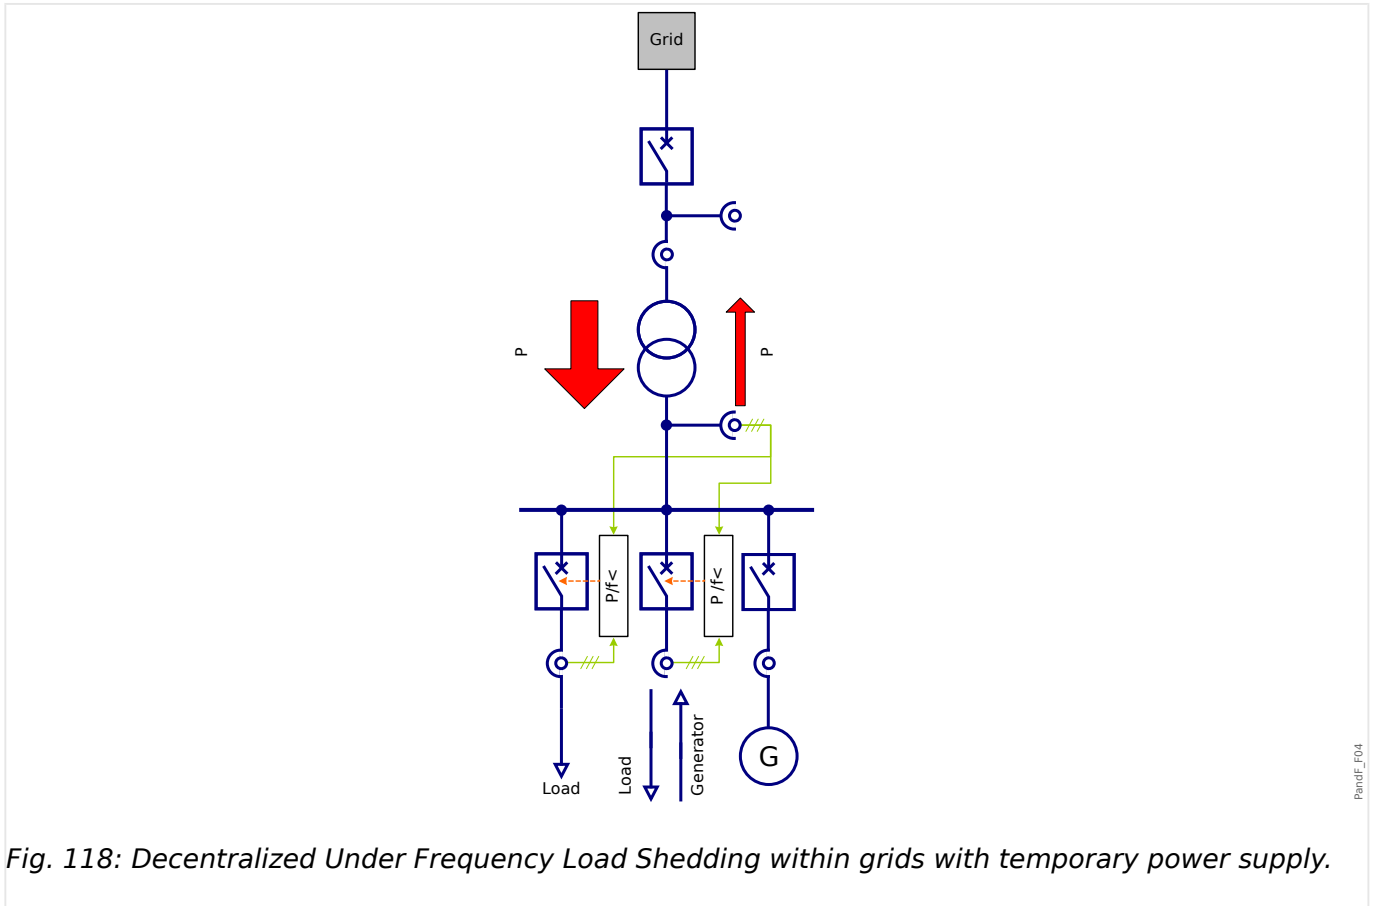 Grid
P
P
P/f<
P /f<
Load
Load
Generator
G
PandF_F04
Fig. 118: Decentralized Under Frequency Load Shedding within grids with temporary power supply.